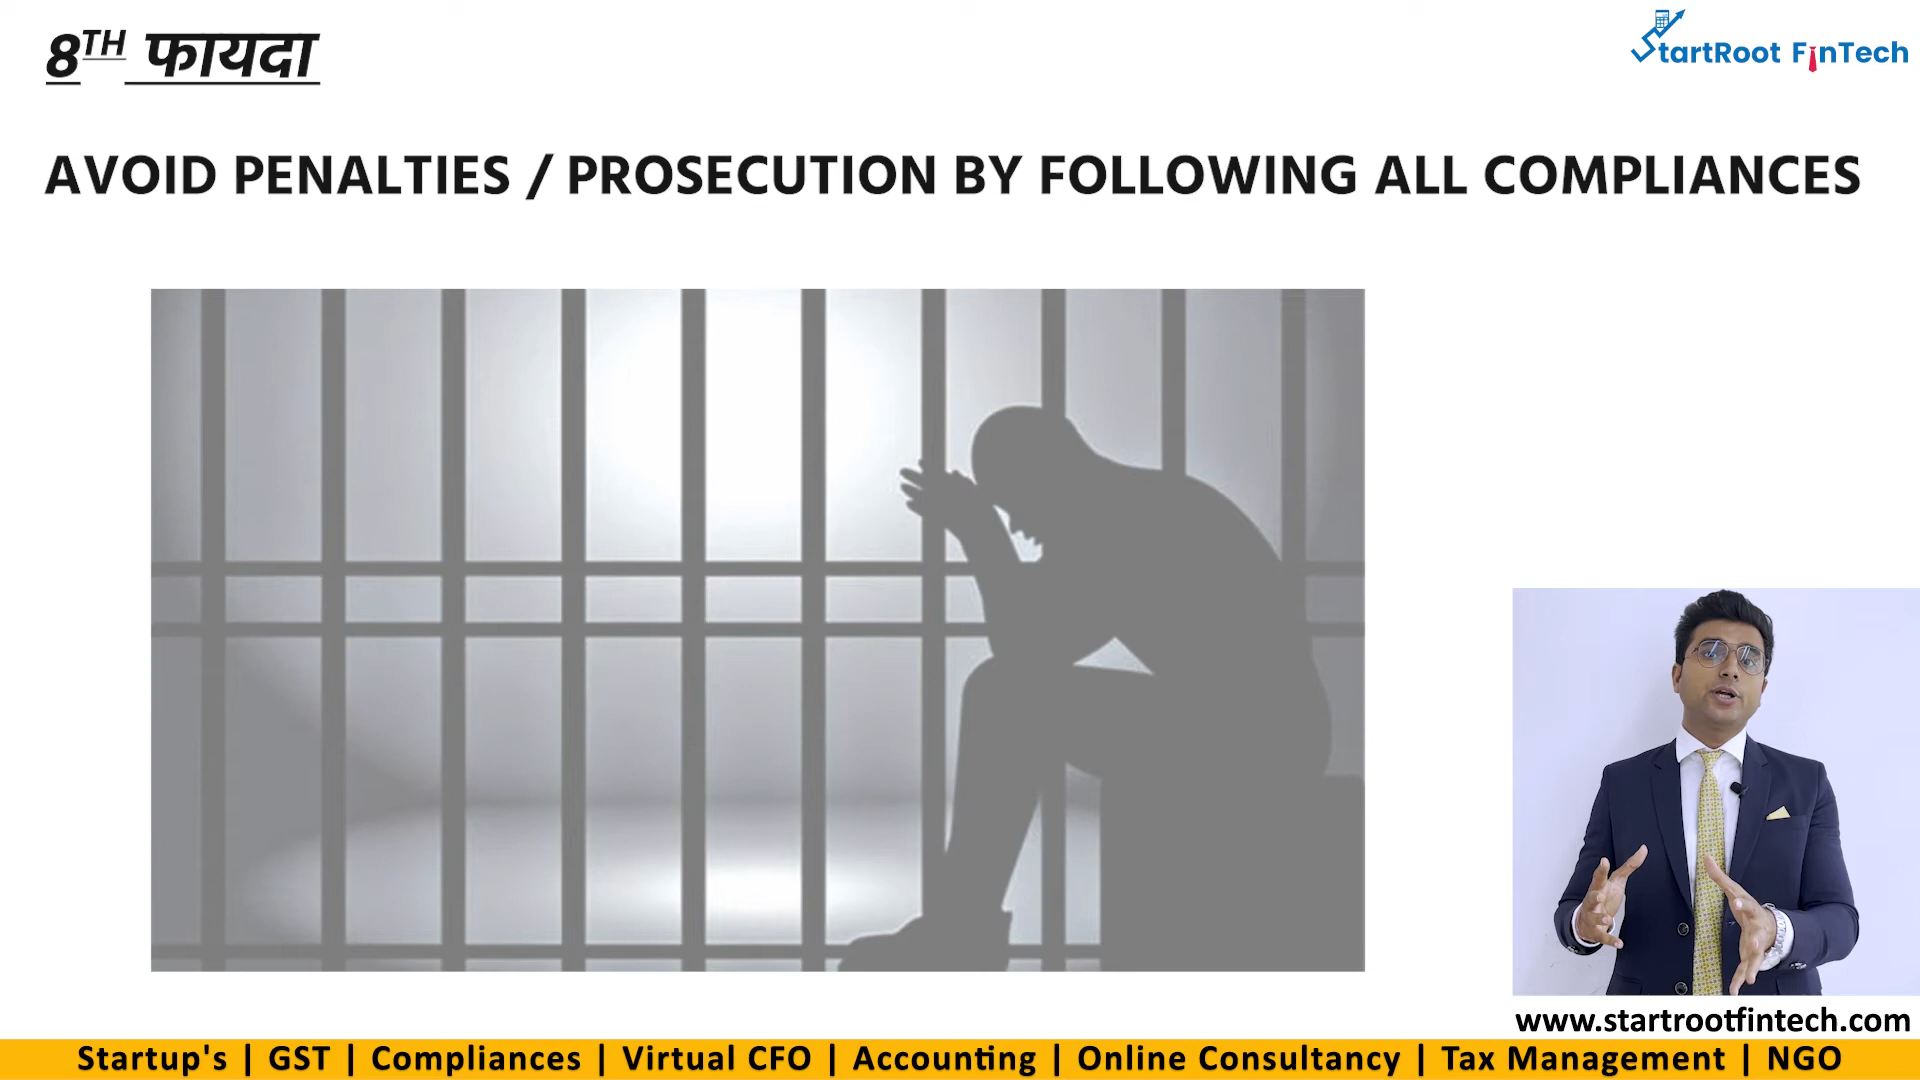 8TH फायदा
StartRoot FinTech
AVOID PENALTIES / PROSECUTION BY FOLLOWING ALL COMPLIANCES
www.startrootfintech.com
Startup's | GST | Compliances | Virtual CFO | Accounting | Online Consultancy | Tax Management | NGO